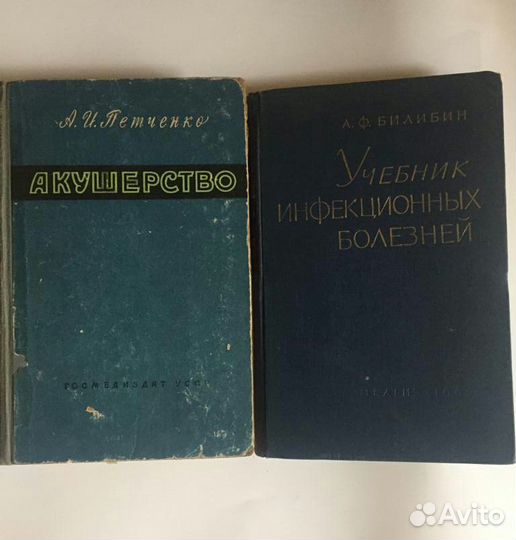 А. И. Петченко
АКУШЕРСТВО
ГОСМЕДИЗДАТ УССР
А. Ф. БИЛИБИН
УЧЕБНИК
ИНФЕКЦИОННЫХ
БОЛЕЗНЕЙ
Avito